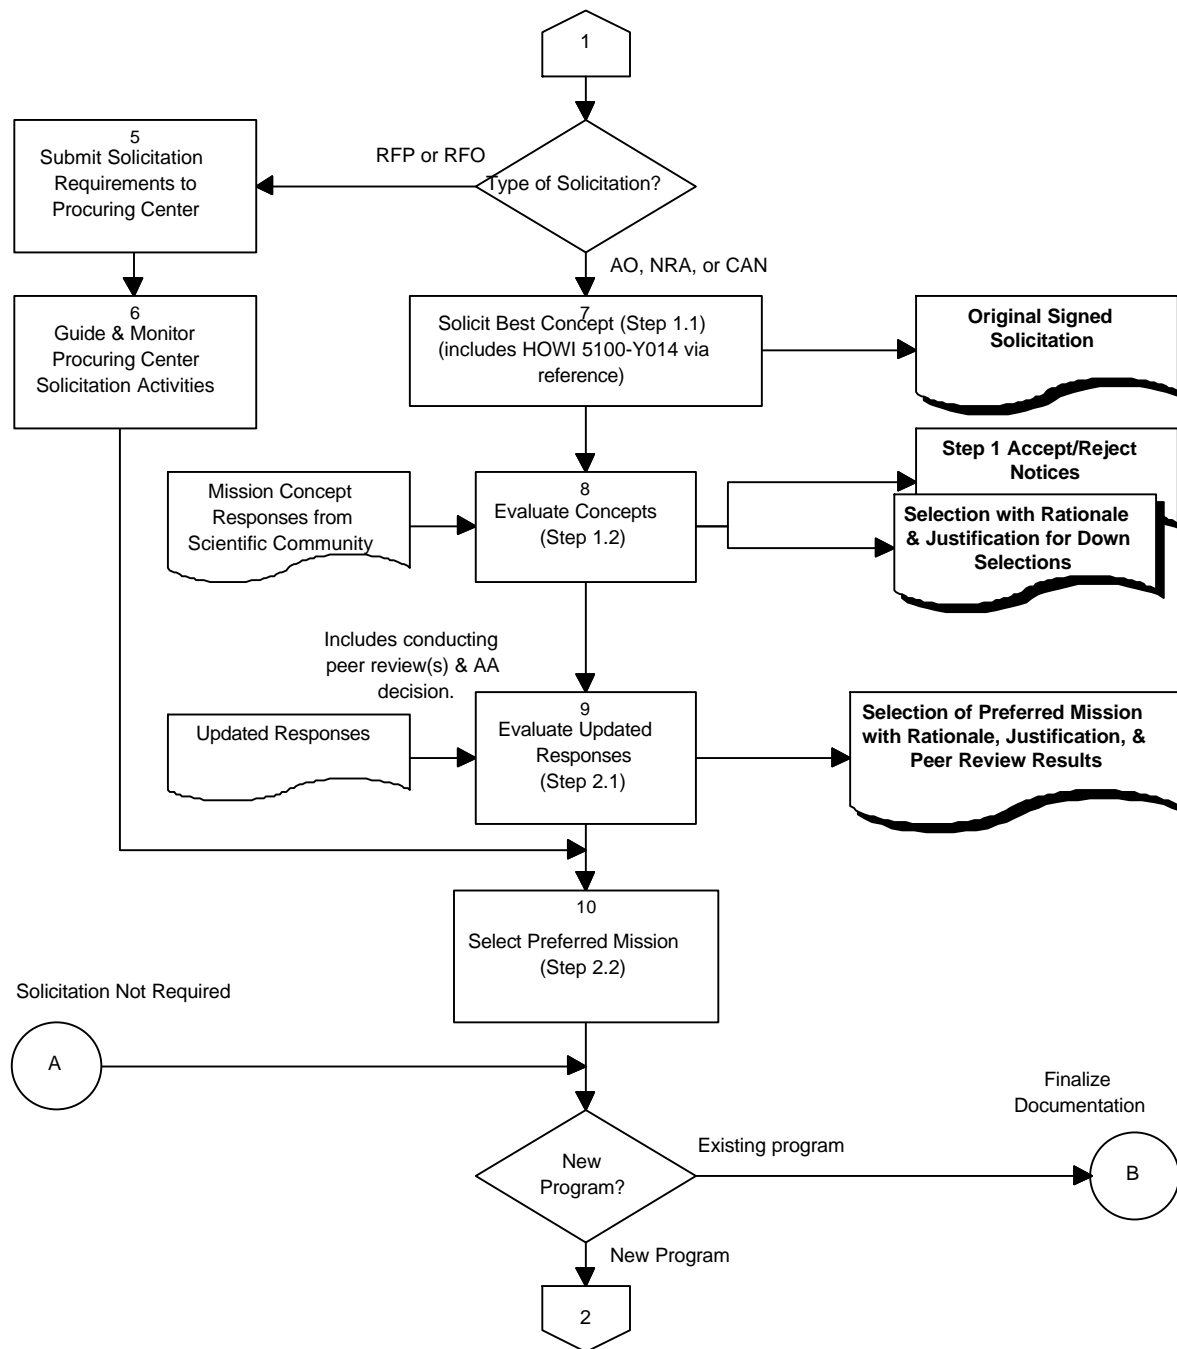 1
5
Submit Solicitation
Requirements to
Procuring Center
RFP or RFO
Type of Solicitation?
AO, NRA, or CAN
6
Guide & Monitor
Procuring Center
Solicitation Activities
7
Solicit Best Concept (Step 1.1)
(includes HOWI 5100-Y014 via
reference)
Original Signed
Solicitation
Mission Concept
Responses from
Scientific Community
8
Evaluate Concepts
(Step 1.2)
Step 1 Accept/Reject
Notices
Selection with Rationale
& Justification for Down
Selections
Includes conducting
peer review(s) & AA
decision.
Updated Responses
9
Evaluate Updated
Responses
(Step 2.1)
Selection of Preferred Mission
with Rationale, Justification, &
Peer Review Results
10
Select Preferred Mission
(Step 2.2)
Solicitation Not Required
A
New
Program?
Existing program
Finalize
Documentation
B
New Program
2